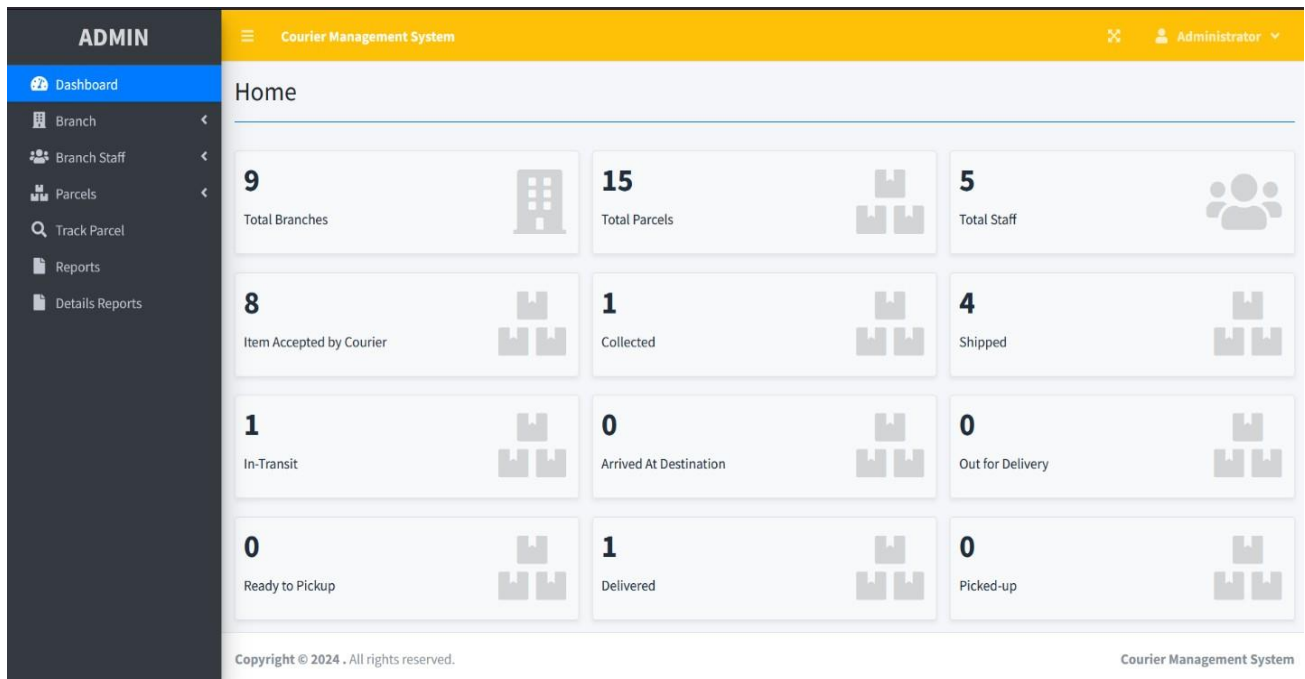 ADMIN
Courier Management System
Administrator
Dashboard
Branch
Branch Staff
Parcels
Track Parcel
Reports
Details Reports
Home
9
Total Branches
15
Total Parcels
5
Total Staff
8
Item Accepted by Courier
1
Collected
4
Shipped
1
In-Transit
0
Arrived At Destination
0
Out for Delivery
0
Ready to Pickup
1
Delivered
0
Picked-up
Copyright © 2024 . All rights reserved.
Courier Management System